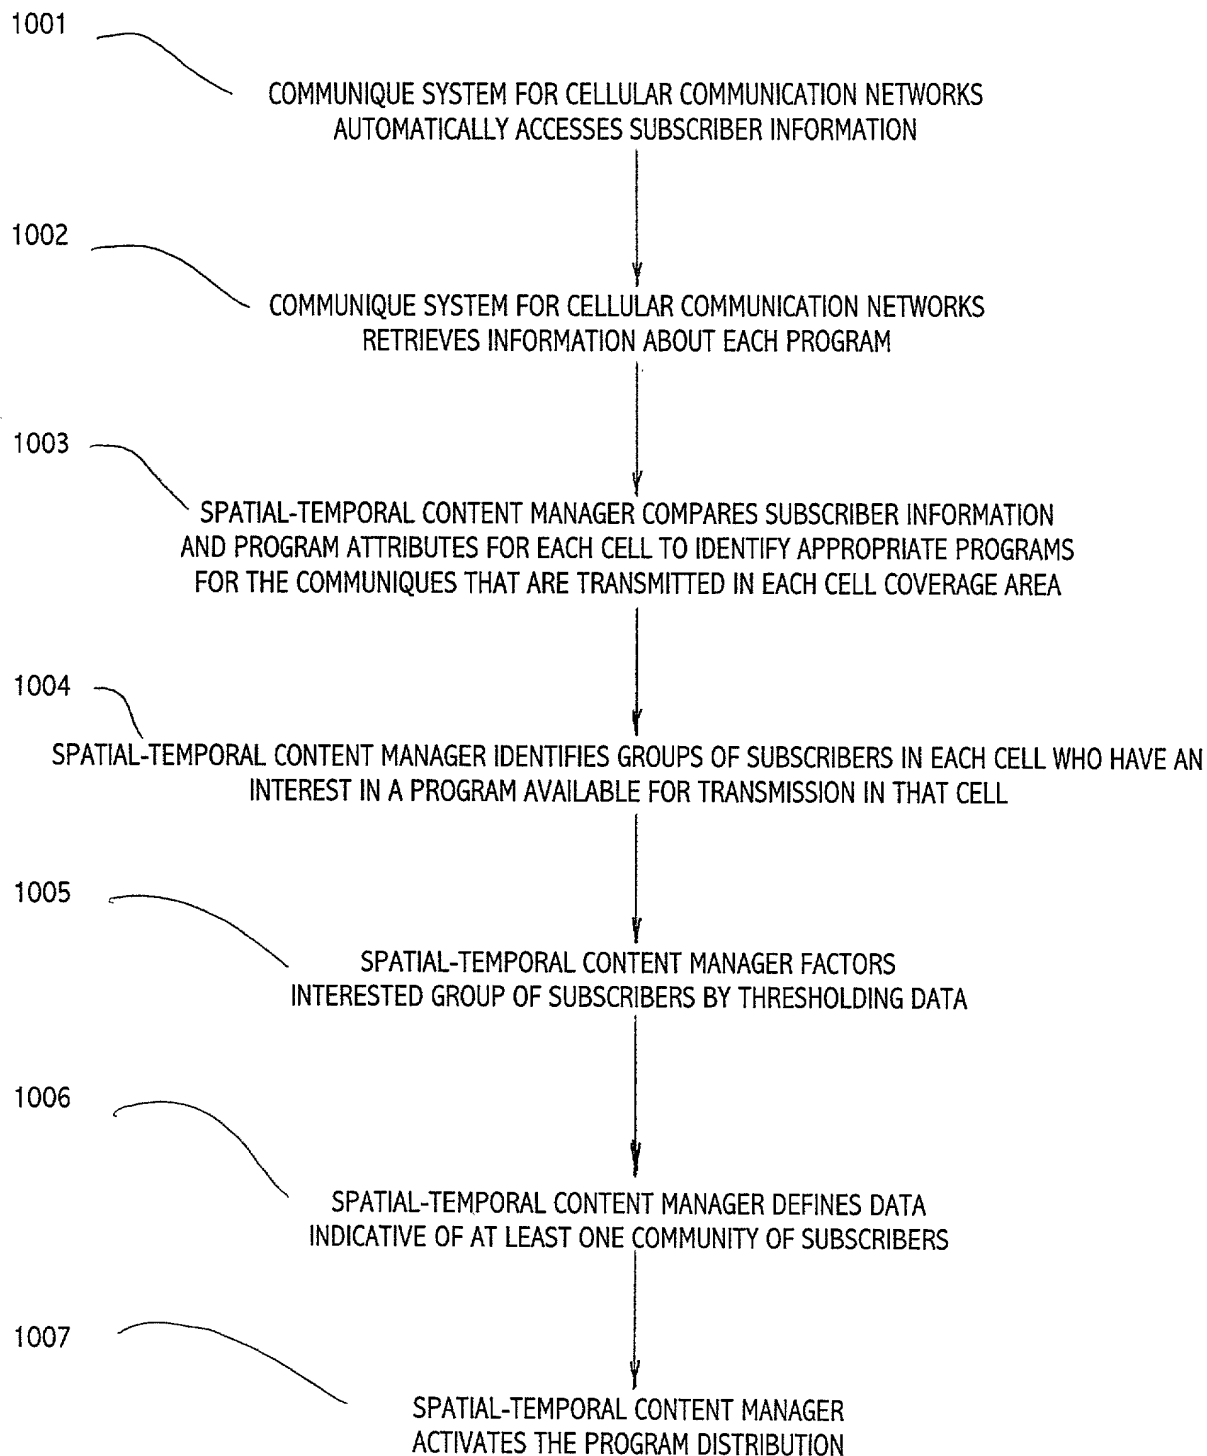 1001
COMMUNIQUE SYSTEM FOR CELLULAR COMMUNICATION NETWORKS
AUTOMATICALLY ACCESSES SUBSCRIBER INFORMATION
1002
COMMUNIQUE SYSTEM FOR CELLULAR COMMUNICATION NETWORKS
RETRIEVES INFORMATION ABOUT EACH PROGRAM
1003
SPATIAL-TEMPORAL CONTENT MANAGER COMPARES SUBSCRIBER INFORMATION
AND PROGRAM ATTRIBUTES FOR EACH CELL TO IDENTIFY APPROPRIATE PROGRAMS
FOR THE COMMUNIQUES THAT ARE TRANSMITTED IN EACH CELL COVERAGE AREA
1004
SPATIAL-TEMPORAL CONTENT MANAGER IDENTIFIES GROUPS OF SUBSCRIBERS IN EACH CELL WHO HAVE AN
INTEREST IN A PROGRAM AVAILABLE FOR TRANSMISSION IN THAT CELL
1005
SPATIAL-TEMPORAL CONTENT MANAGER FACTORS
INTERESTED GROUP OF SUBSCRIBERS BY THRESHOLDING DATA
1006
SPATIAL-TEMPORAL CONTENT MANAGER DEFINES DATA
INDICATIVE OF AT LEAST ONE COMMUNITY OF SUBSCRIBERS
1007
SPATIAL-TEMPORAL CONTENT MANAGER
ACTIVATES THE PROGRAM DISTRIBUTION